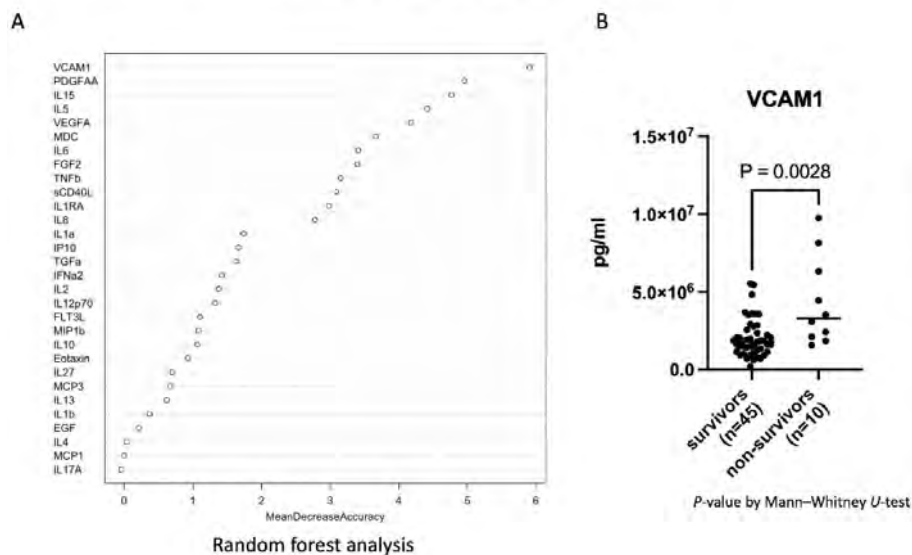 A
VCAM1
PDGFAA
IL15
IL5
VEGFA
MDC
IL6
FGF2
TNFb
sCD40L
IL1RA
IL8
IL1a
IP10
TGFa
IFNa2
IL2
IL12p70
FLT3L
MIP1b
IL10
Eotaxin
IL27
MCP3
IL13
IL1b
EGF
IL4
MCP1
IL17A
0 1 2 3 4 5 6
MeanDecreaseAccuracy
Random forest analysis
B
VCAM1
P = 0.0028
pg/ml
1.5×10⁷
1.0×10⁷
5.0×10⁶
0.0
survivors
(n=45)
non-survivors
(n=10)
P-value by Mann–Whitney U-test